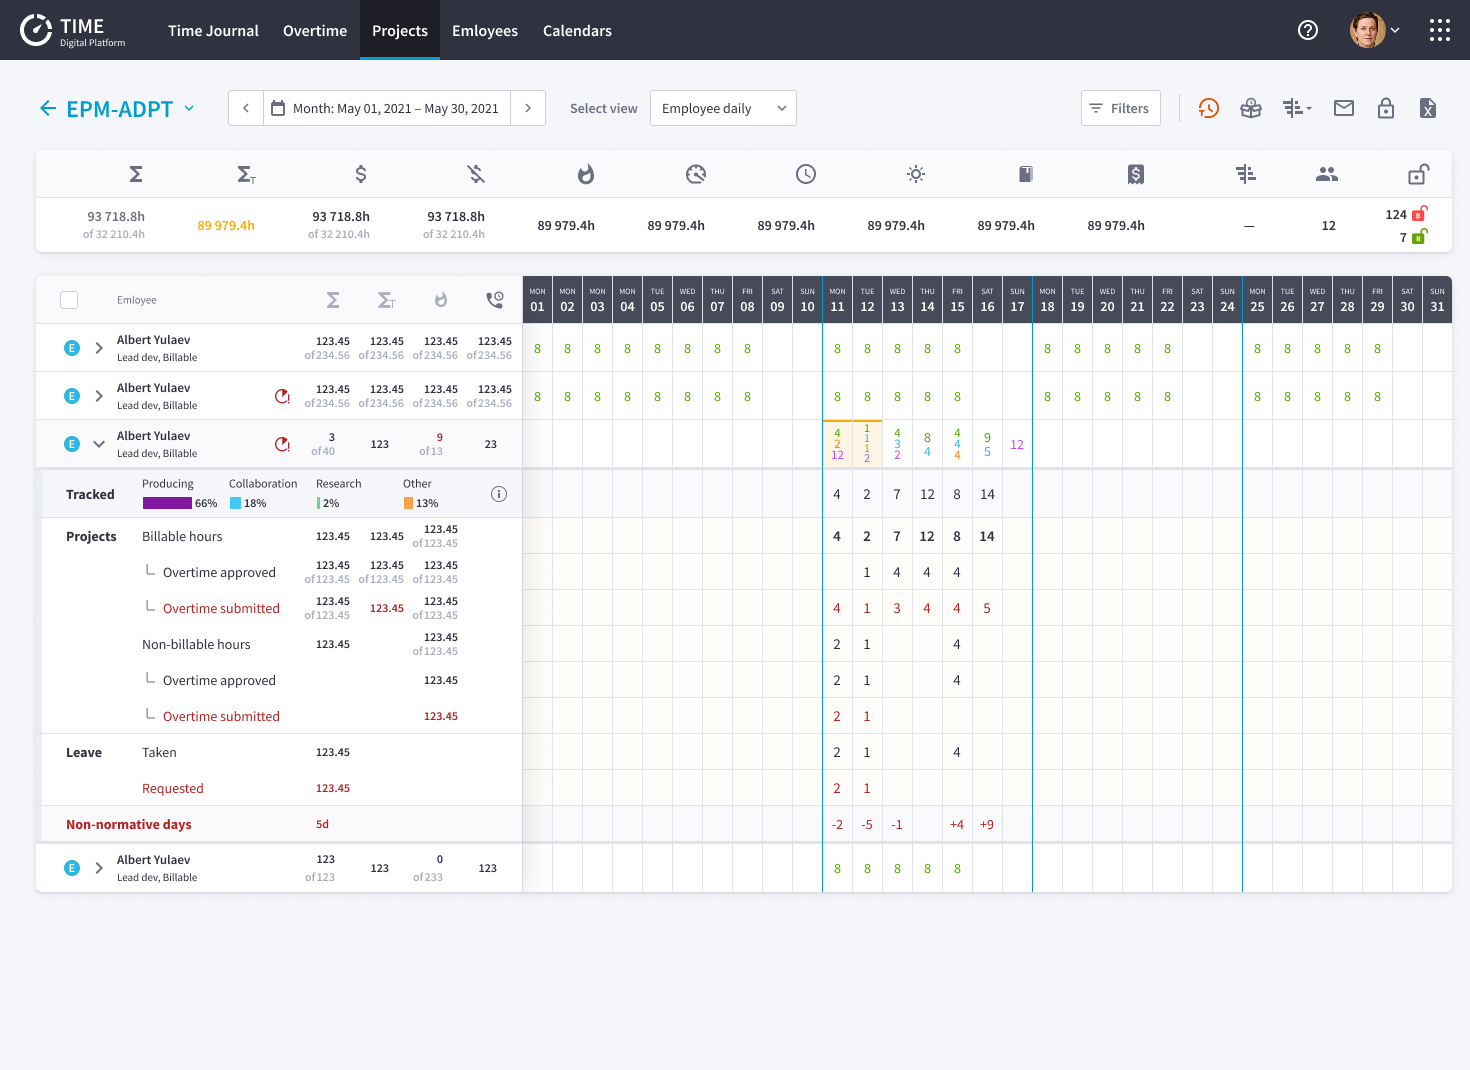 TIME
Digital Platform
Time Journal Overtime Projects Emloyees Calendars
EPM-ADPT
Month: May 01, 2021 – May 30, 2021
Select view
Employee daily
Filters
Σ ΣT
93 718.8h
of 32 210.4h
89 979.4h
93 718.8h
of 32 210.4h
93 718.8h
of 32 210.4h
89 979.4h 89 979.4h 89 979.4h 89 979.4h 89 979.4h 89 979.4h — 12
124 B
7 R
Emloyee Σ ΣT
MON MON MON MON TUE WED THU FRI SAT SUN MON TUE WED THU FRI SAT SUN MON TUE WED THU FRI SAT SUN MON TUE WED THU FRI SAT SUN
01 02 03 04 05 06 07 08 09 10 11 12 13 14 15 16 17 18 19 20 21 22 23 24 25 26 27 28 29 30 31
E Albert Yulaev
Lead dev, Billable
123.45 123.45 123.45 123.45
of 234.56 of 234.56 of 234.56 of 234.56
8 8 8 8 8 8 8 8 8 8 8 8 8 8 8 8 8 8 8 8 8 8 8
E Albert Yulaev
Lead dev, Billable
123.45 123.45 123.45 123.45
of 234.56 of 234.56 of 234.56 of 234.56
8 8 8 8 8 8 8 8 8 8 8 8 8 8 8 8 8 8 8 8 8 8 8
E Albert Yulaev
Lead dev, Billable
3
of 40
123
9
of 13
23
4
2
12
1
1
1
2
4
3
2
8
4
4
4
4
9
5
12
Tracked
Producing Collaboration Research Other
66% 18% 2% 13%
4 2 7 12 8 14
Projects Billable hours 123.45 123.45 123.45
of 123.45
4 2 7 12 8 14
Overtime approved 123.45 123.45 123.45
of 123.45 of 123.45 of 123.45
1 4 4 4
Overtime submitted 123.45 123.45 123.45
of 123.45 of 123.45
4 1 3 4 4 5
Non-billable hours 123.45 123.45
of 123.45
2 1 4
Overtime approved 123.45 2 1 4
Overtime submitted 123.45 2 1
Leave Taken 123.45 2 1 4
Requested 123.45 2 1
Non-normative days 5d -2 -5 -1 +4 +9
E Albert Yulaev
Lead dev, Billable
123
of 123
123
0
of 233
123
8 8 8 8 8